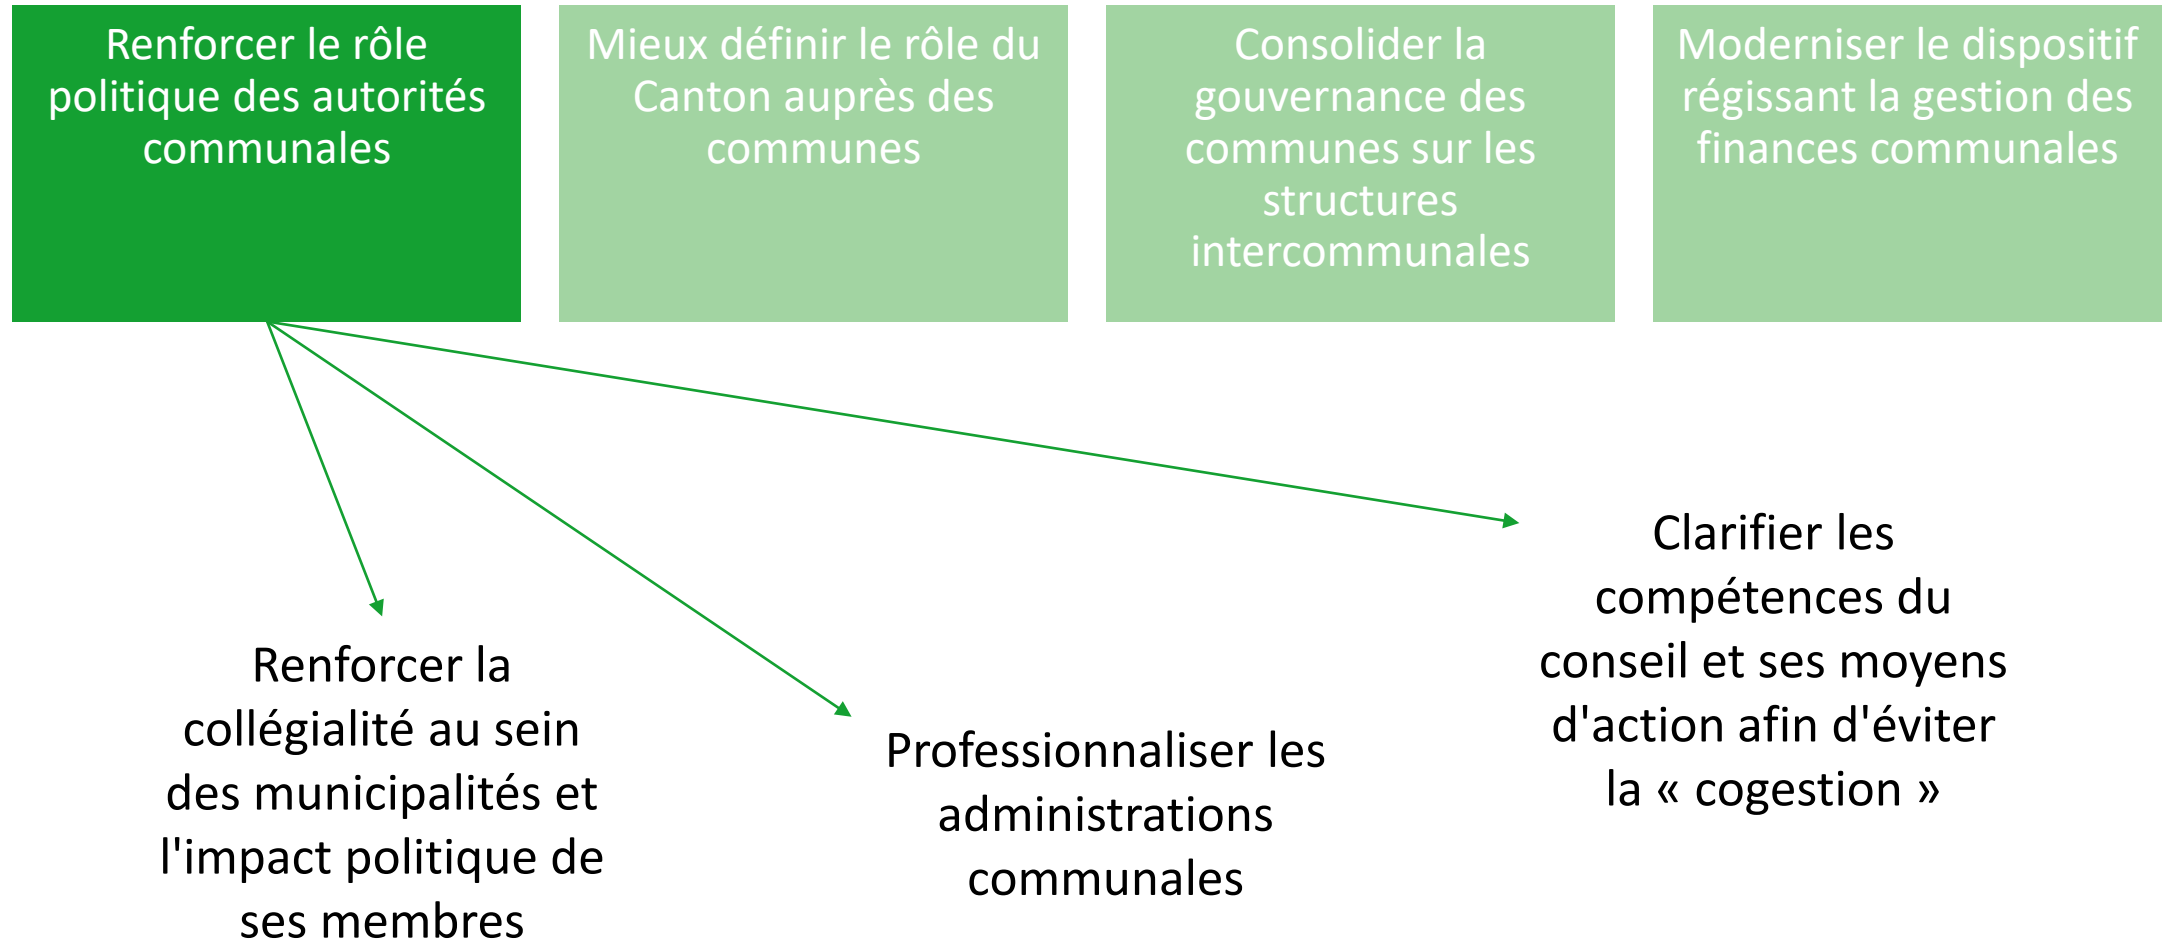 Renforcer le rôle
politique des autorités
communales
Mieux définir le rôle du
Canton auprès des
communes
Consolider la
gouvernance des
communes sur les
structures
intercommunales
Moderniser le dispositif
régissant la gestion des
finances communales
Renforcer la
collégialité au sein
des municipalités et
l'impact politique de
ses membres
Professionnaliser les
administrations
communales
Clarifier les
compétences du
conseil et ses moyens
d'action afin d'éviter
la « cogestion »